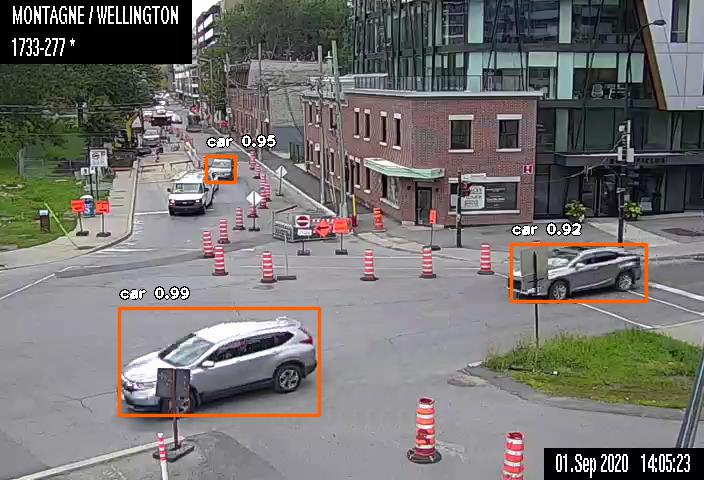 MONTAGNE / WELLINGTON
1733-277 *
car 0.95
car 0.92
car 0.99
01.Sep 2020 14:05:23